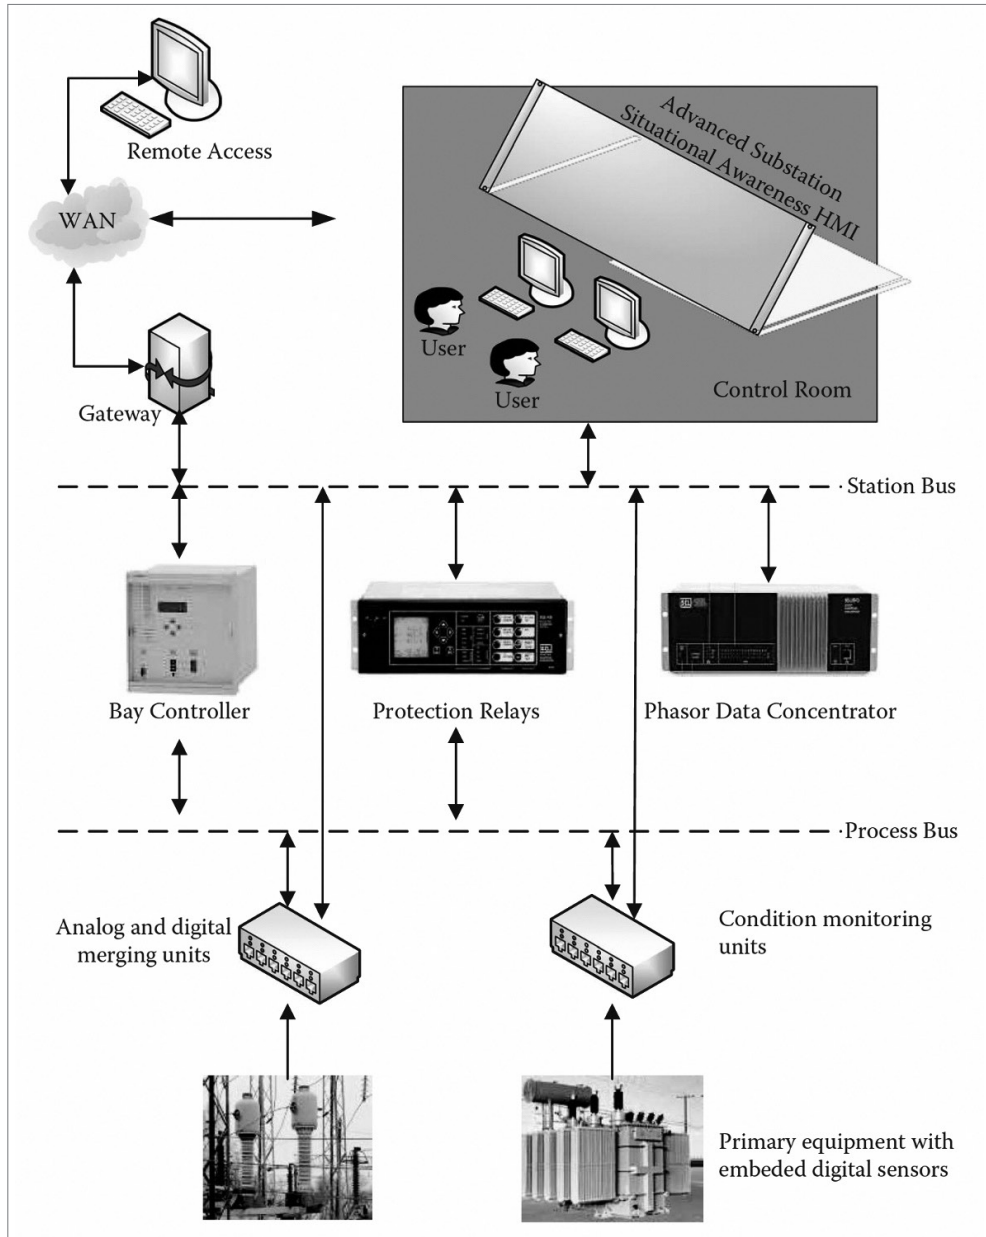 Remote Access
WAN
Advanced Substation
Situational Awareness HMI
User
User
Control Room
Gateway
Station Bus
Bay Controller
Protection Relays
Phasor Data Concentrator
Process Bus
Analog and digital
merging units
Condition monitoring
units
Primary equipment with
embeded digital sensors